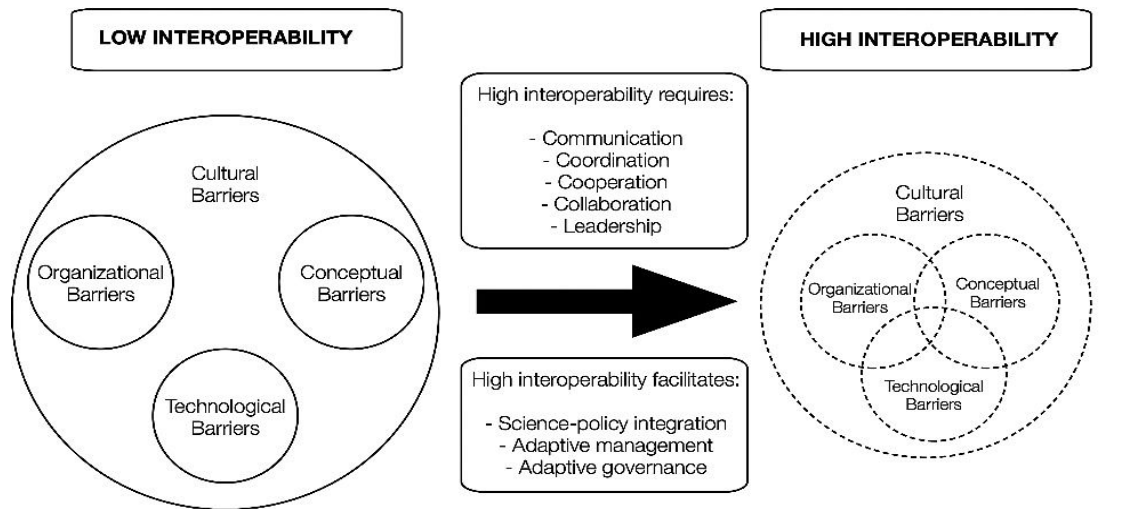 LOW INTEROPERABILITY
Cultural
Barriers
Organizational
Barriers
Conceptual
Barriers
Technological
Barriers
High interoperability requires:
- Communication
- Coordination
- Cooperation
- Collaboration
- Leadership
High interoperability facilitates:
- Science-policy integration
- Adaptive management
- Adaptive governance
HIGH INTEROPERABILITY
Cultural
Barriers
Organizational
Barriers
Conceptual
Barriers
Technological
Barriers